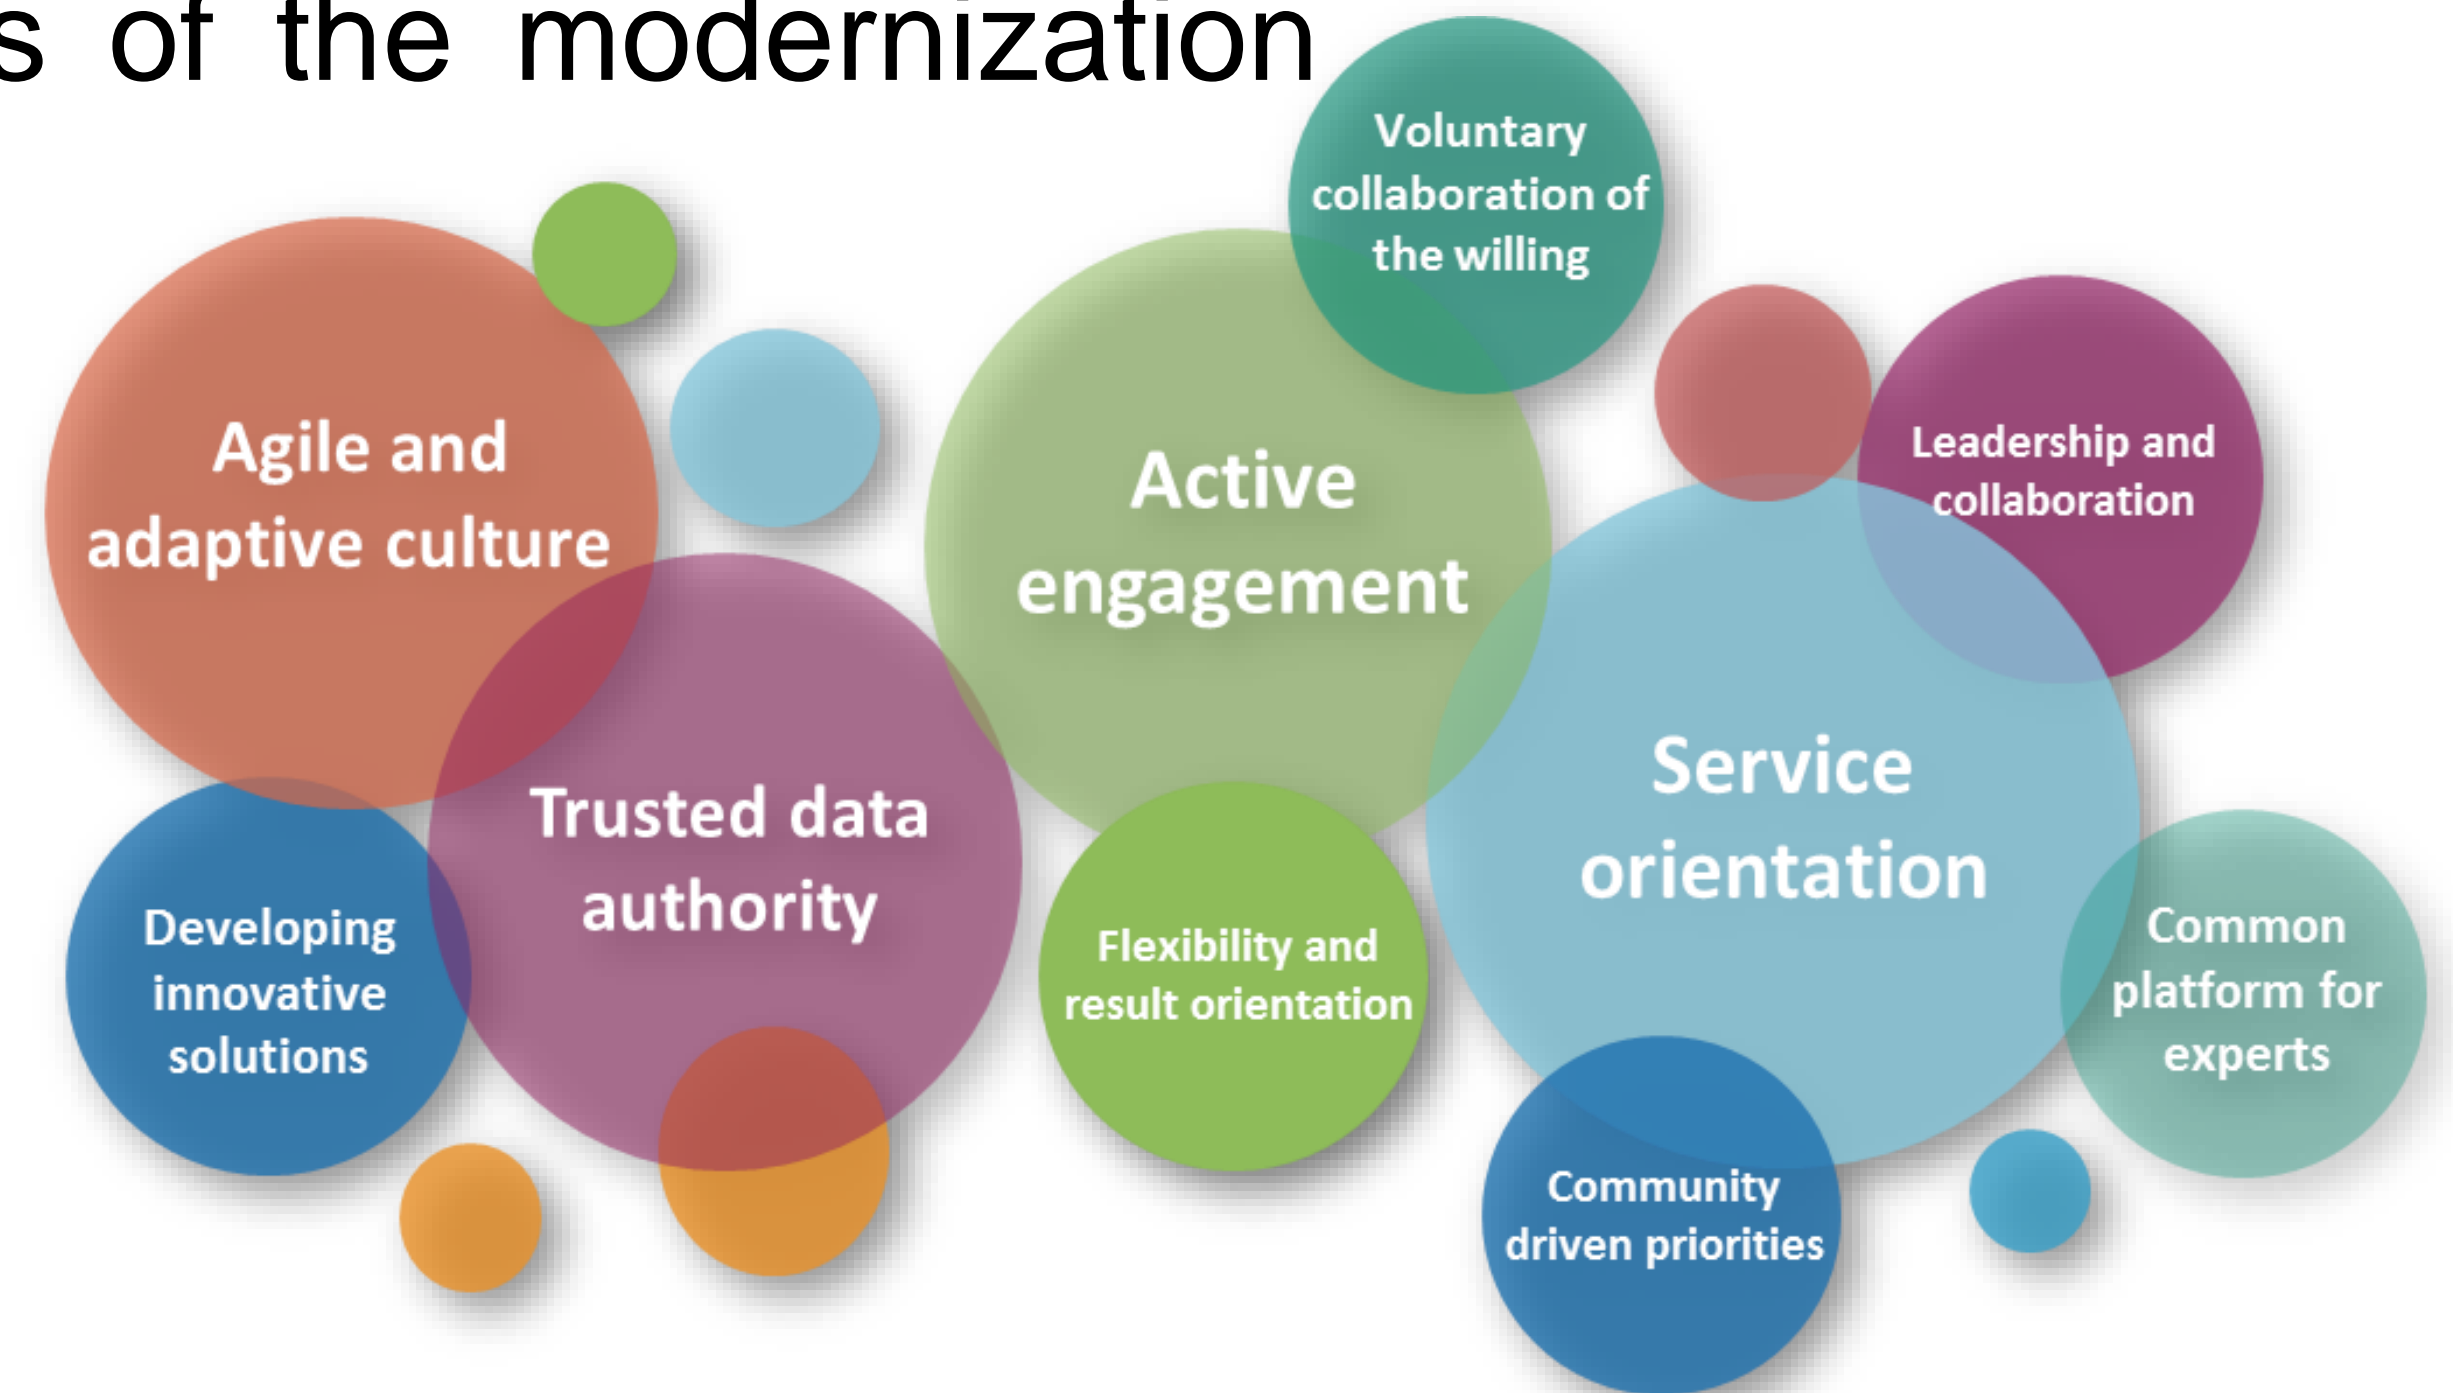 s of the modernization
Voluntary
collaboration of
the willing
Agile and
adaptive culture
Active
engagement
Leadership and
collaboration
Trusted data
authority
Service
orientation
Developing
innovative
solutions
Flexibility and
result orientation
Common
platform for
experts
Community
driven priorities